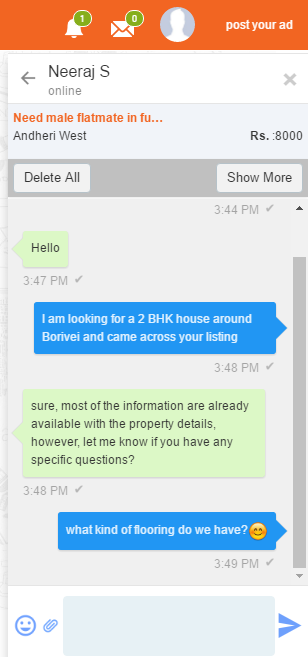 1
0
post your ad
Neeraj S
online
Need male flatmate in fu...
Andheri West
Rs. :8000
Delete All
Show More
3:44 PM ✔
Hello
3:47 PM ✔
I am looking for a 2 BHK house around
Borivei and came across your listing
3:48 PM ✔
sure, most of the information are already
available with the property details,
however, let me know if you have any
specific questions?
3:48 PM ✔
what kind of flooring do we have?😊
3:49 PM ✔